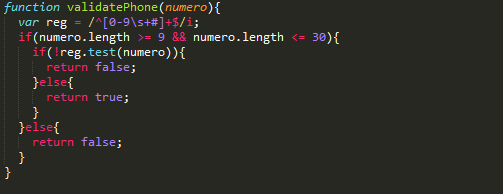 function validatePhone(numero){
  var reg = /^[0-9\s+#]+$/i;
  if(numero.length >= 9 && numero.length <= 30){
    if(!reg.test(numero)){
      return false;
    }else{
      return true;
    }
  }else{
    return false;
  }
}